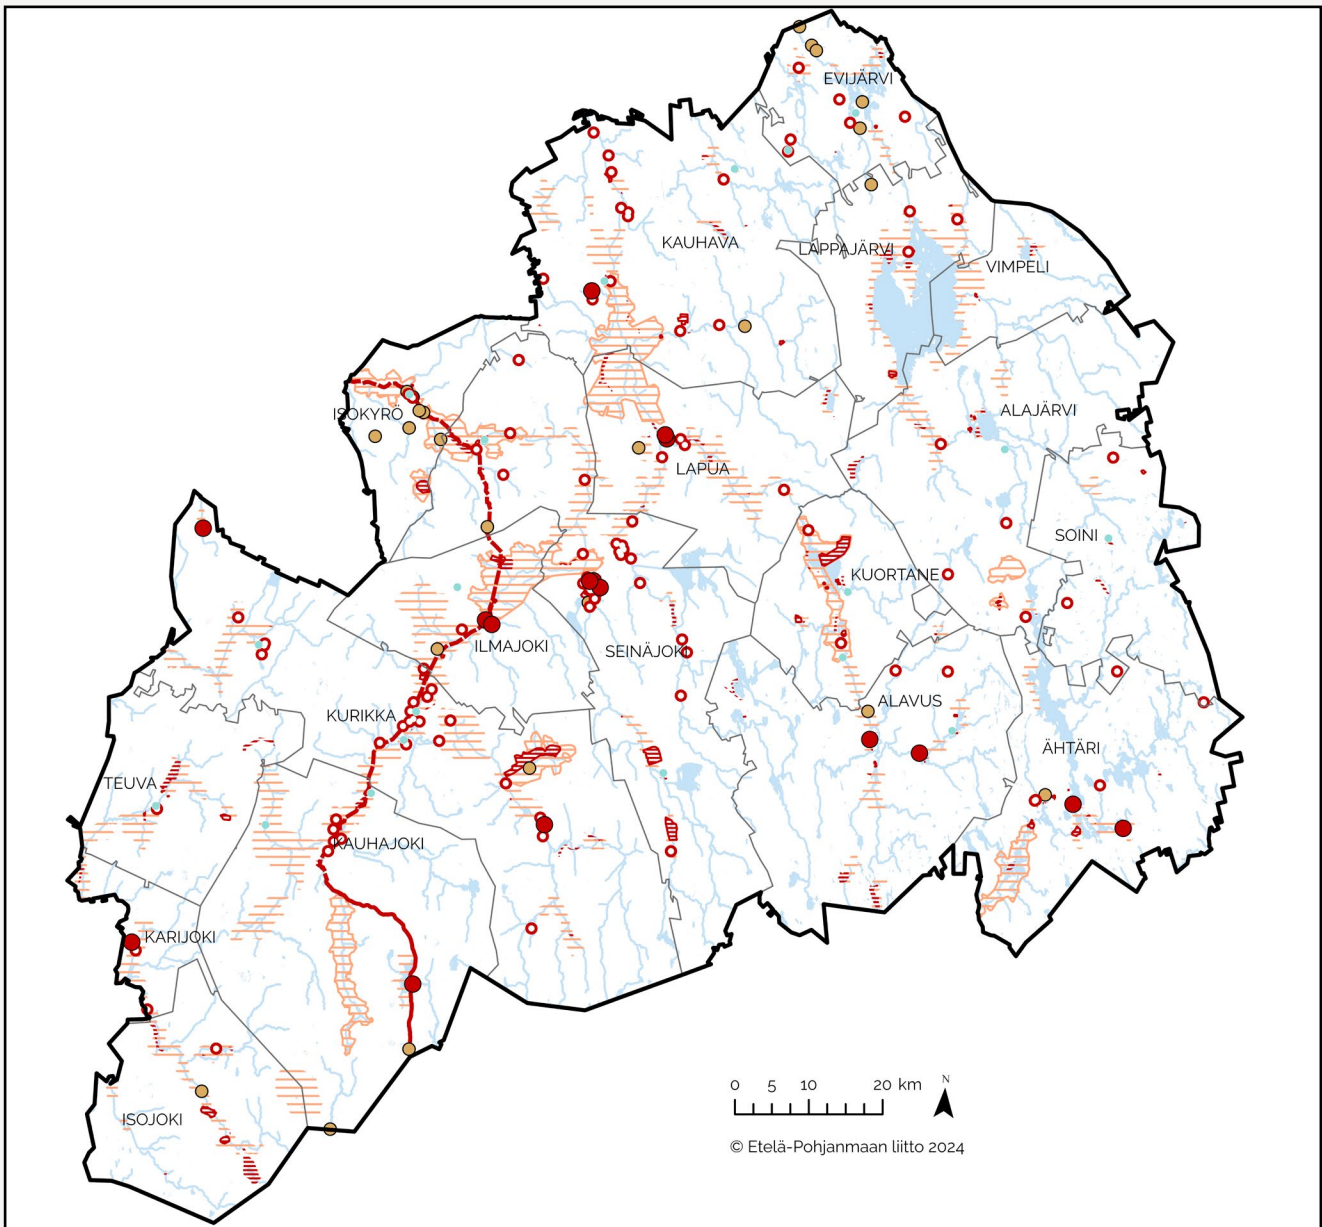 EVIJÄRVI
KAUHAVA
LAPPAJÄRVI
VIMPELI
ISOKYRÖ
ALAJÄRVI
LAPUA
SOINI
KUORTANE
ILMAJOKI
SEINÄJOKI
ALAVUS
KURIKKA
ÄHTÄRI
TEUVA
KAUHAJOKI
KARIJOKI
ISOJOKI
0 5 10 20 km
N
© Etelä-Pohjanmaan liitto 2024